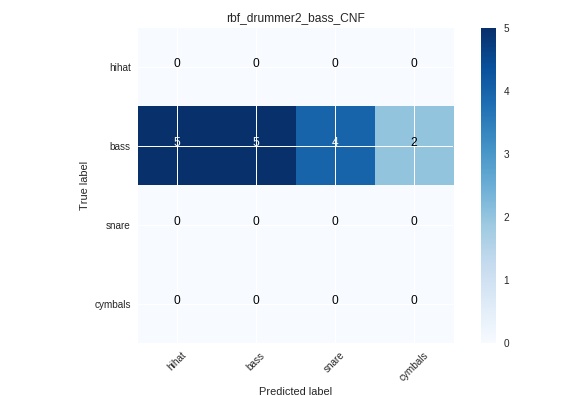 rbf_drummer2_bass_CNF
hihat 0 0 0 0
bass 5 5 4 2
snare 0 0 0 0
cymbals 0 0 0 0
hihat bass snare cymbals
True label
Predicted label
5
4
3
2
1
0